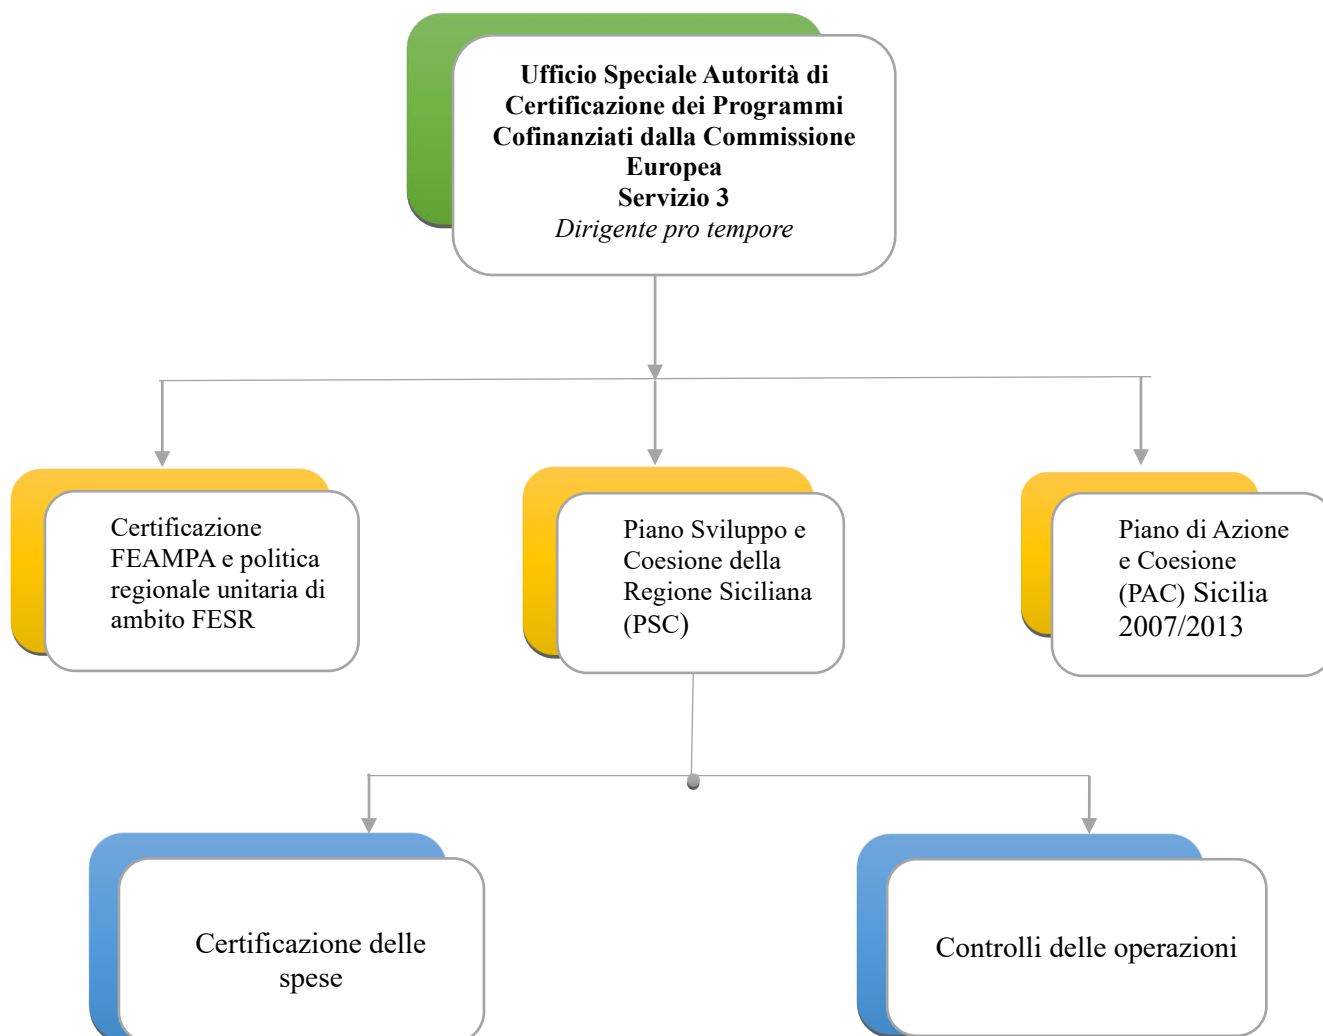 Ufficio Speciale Autorità di
Certificazione dei Programmi
Cofinanziati dalla Commissione
Europea
Servizio 3
Dirigente pro tempore
Certificazione
FEAMPA e politica
regionale unitaria di
ambito FESR
Piano Sviluppo e
Coesione della
Regione Siciliana
(PSC)
Piano di Azione
e Coesione
(PAC) Sicilia
2007/2013
Certificazione delle
spese
Controlli delle operazioni